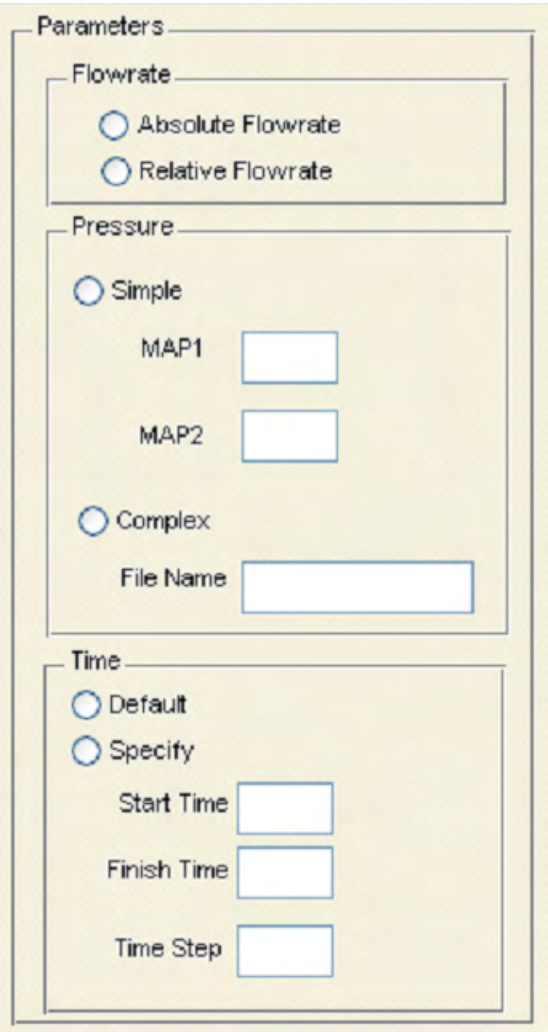 Parameters
Flowrate
Absolute Flowrate
Relative Flowrate
Pressure
Simple
MAP1
MAP2
Complex
File Name
Time
Default
Specify
Start Time
Finish Time
Time Step